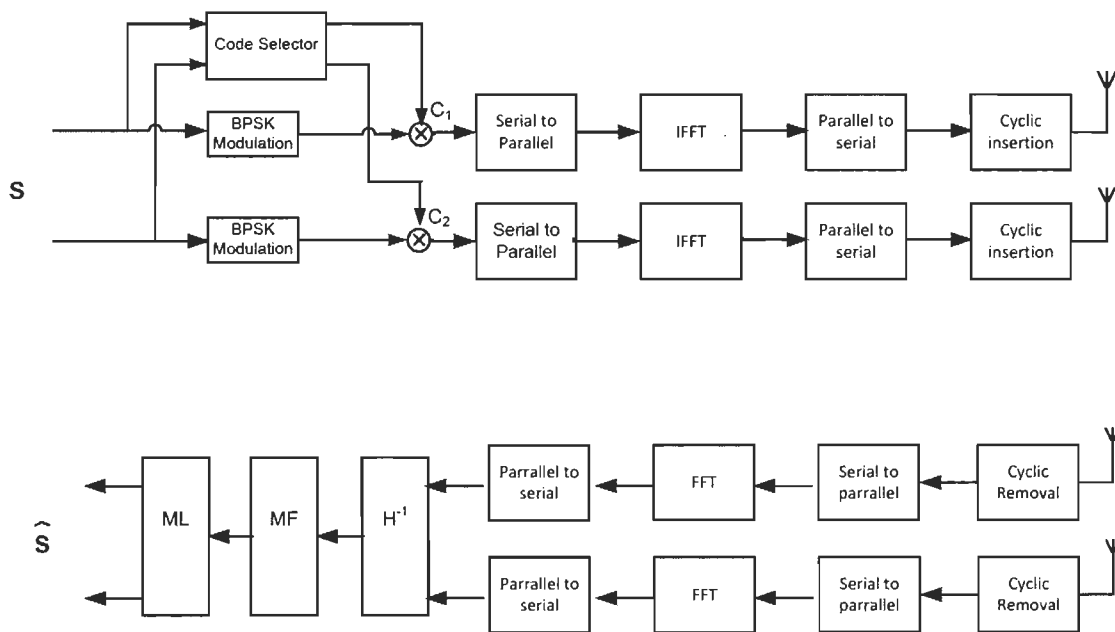 Code Selector
C₁
BPSK
Modulation
Serial to
Parallel
IFFT
Parallel to
serial
Cyclic
insertion
S
C₂
BPSK
Modulation
Serial to
Parallel
IFFT
Parallel to
serial
Cyclic
insertion
ML
MF
H⁻¹
Parrallel to
serial
FFT
Serial to
parrallel
Cyclic
Removal
Ŝ
Parrallel to
serial
FFT
Serial to
parrallel
Cyclic
Removal